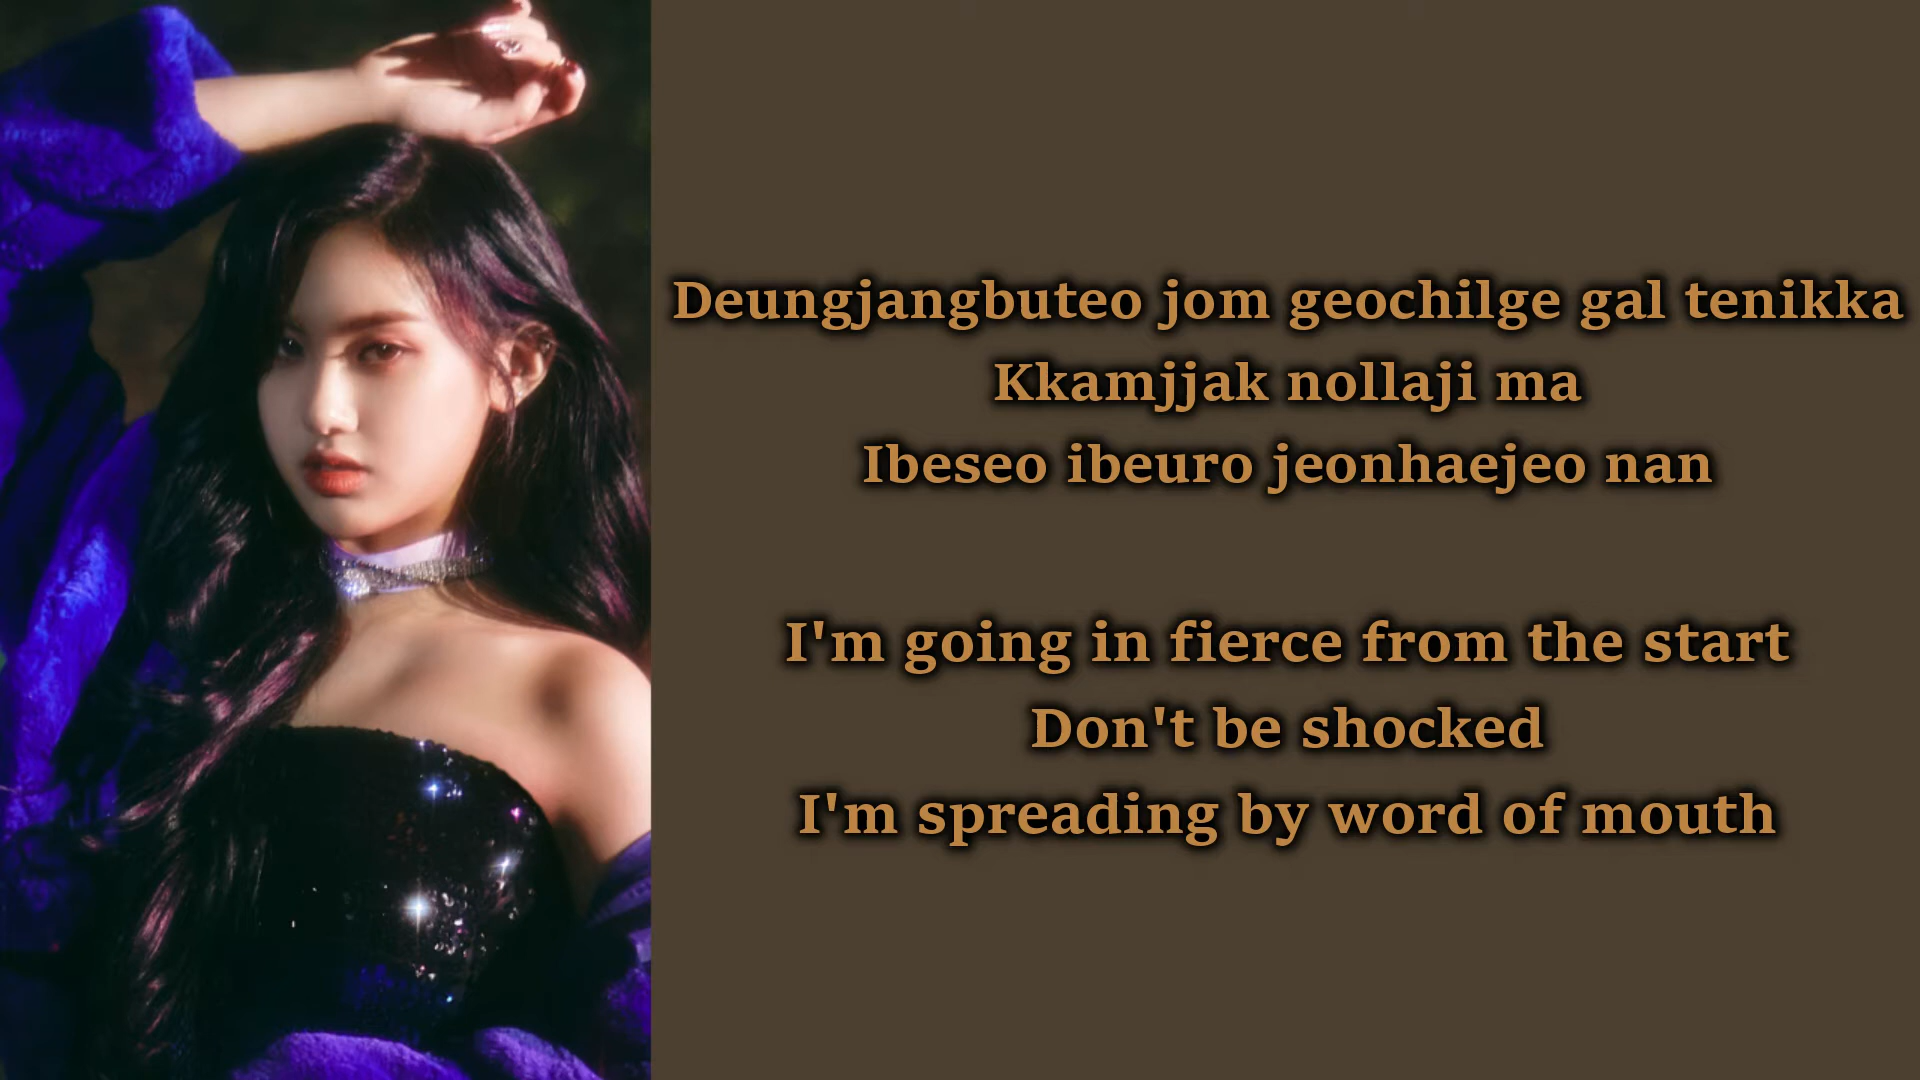 Deungjangbuteo jom geochilge gal tenikka
Kkamjjak nollaji ma
Ibeseo ibeuro jeonhaejeo nan
I'm going in fierce from the start
Don't be shocked
I'm spreading by word of mouth